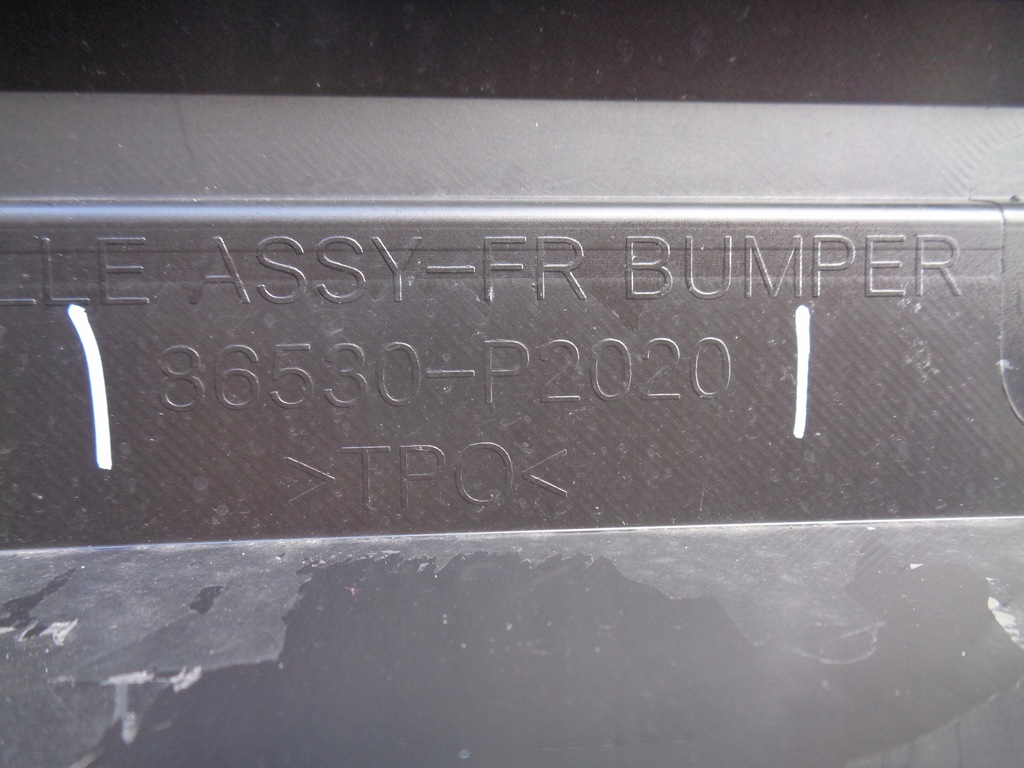 LLE ASSY-FR BUMPER
86530-P2020
>TPO<